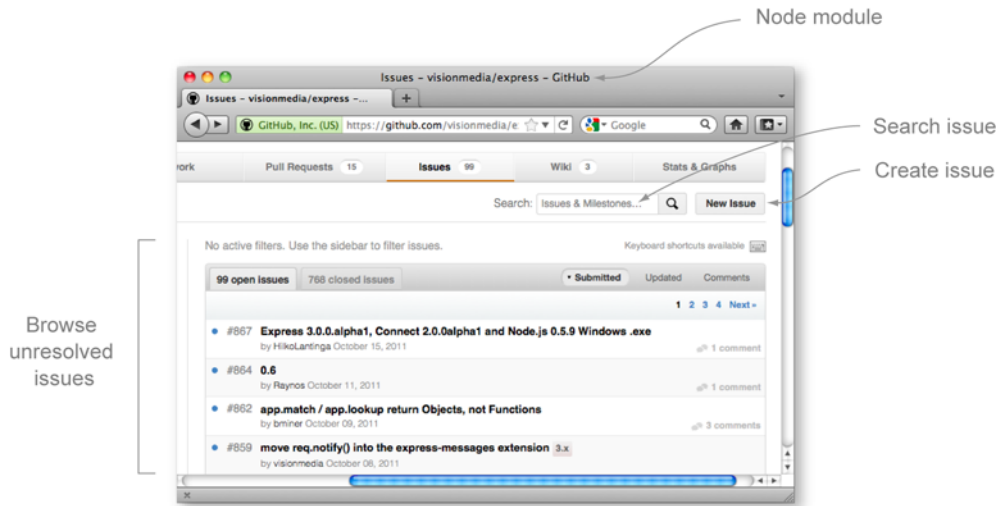 Node module
Issues – visionmedia/express – GitHub
Issues – visionmedia/express –...
GitHub, Inc. (US) https://github.com/visionmedia/e: Google
Search issue
ork Pull Requests 15 Issues 99 Wiki 3 Stats & Graphs
Create issue
Search: Issues & Milestones... New Issue
No active filters. Use the sidebar to filter issues. Keyboard shortcuts available
99 open issues 768 closed issues • Submitted Updated Comments
1 2 3 4 Next »
Browse
unresolved
issues
#867 Express 3.0.0.alpha1, Connect 2.0.0alpha1 and Node.js 0.5.9 Windows .exe
by HilkoLantinga October 15, 2011 1 comment
#864 0.6
by Raynos October 11, 2011 1 comment
#862 app.match / app.lookup return Objects, not Functions
by bminer October 09, 2011 3 comments
#859 move req.notify() into the express-messages extension 3.x
by visionmedia October 08, 2011